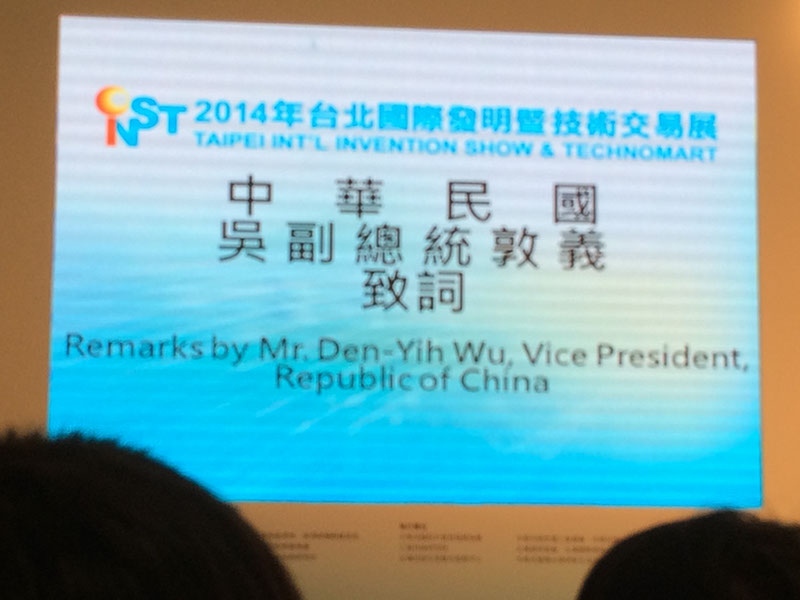 INST 2014年台北國際發明暨技術交易展
TAIPEI INT'L INVENTION SHOW & TECHNOMART
中華民國
吳副總統敦義
致詞
Remarks by Mr. Den-Yih Wu, Vice President,
Republic of China